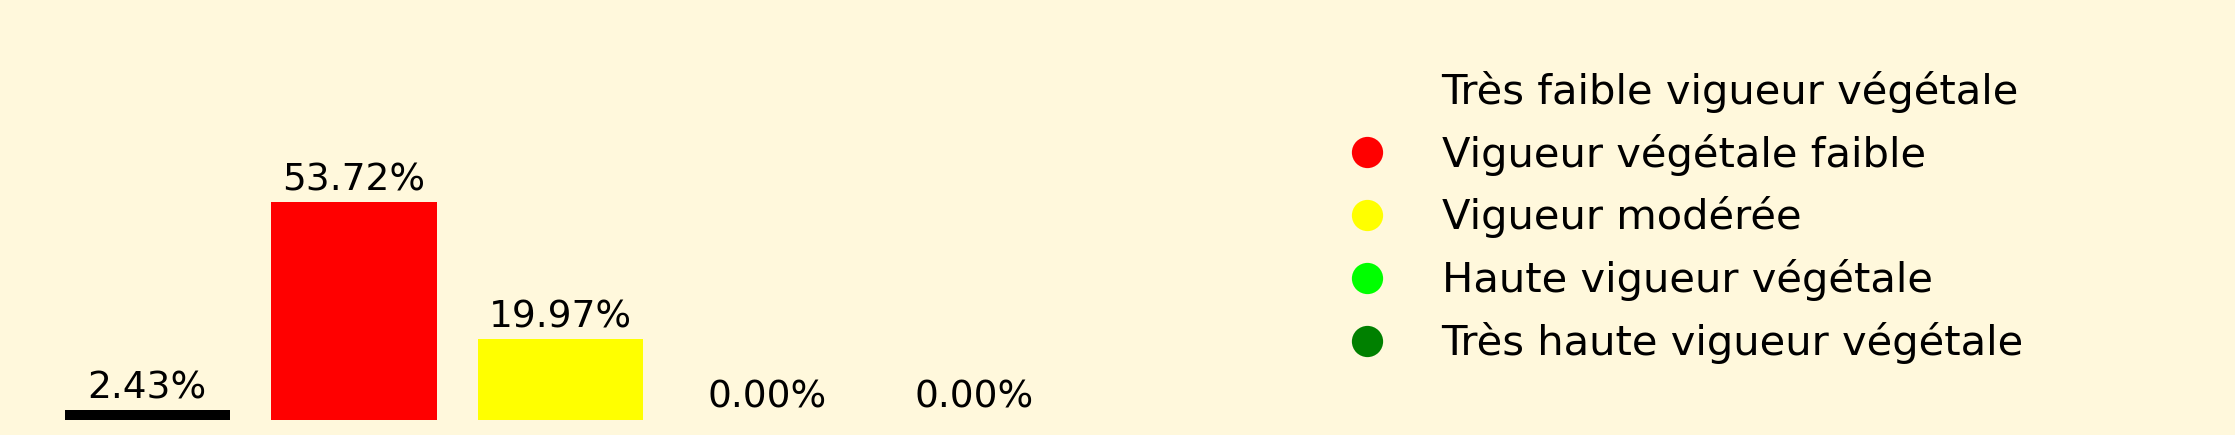 53.72%
19.97%
2.43%
0.00%
0.00%
Très faible vigueur végétale
Vigueur végétale faible
Vigueur modérée
Haute vigueur végétale
Très haute vigueur végétale